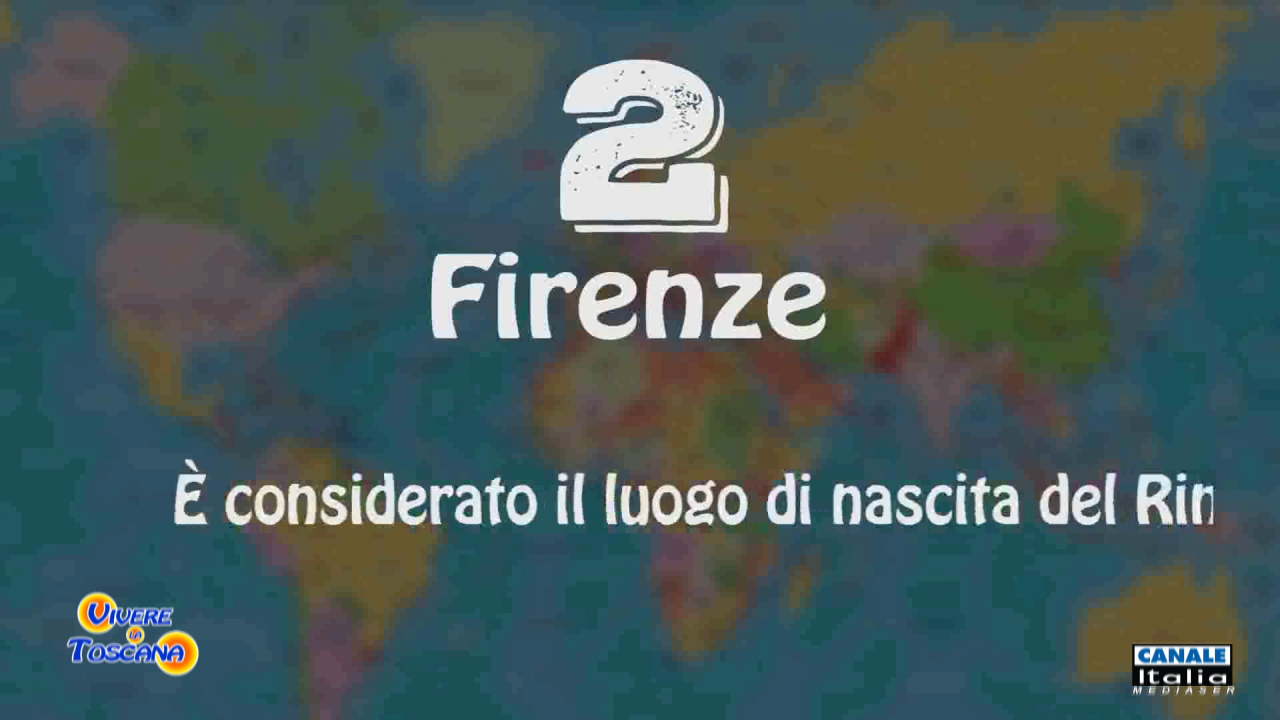 2
Firenze
È considerato il luogo di nascita del Rin
VIVERE
LA
TOSCANA
CANALE
Italia
MEDIASER